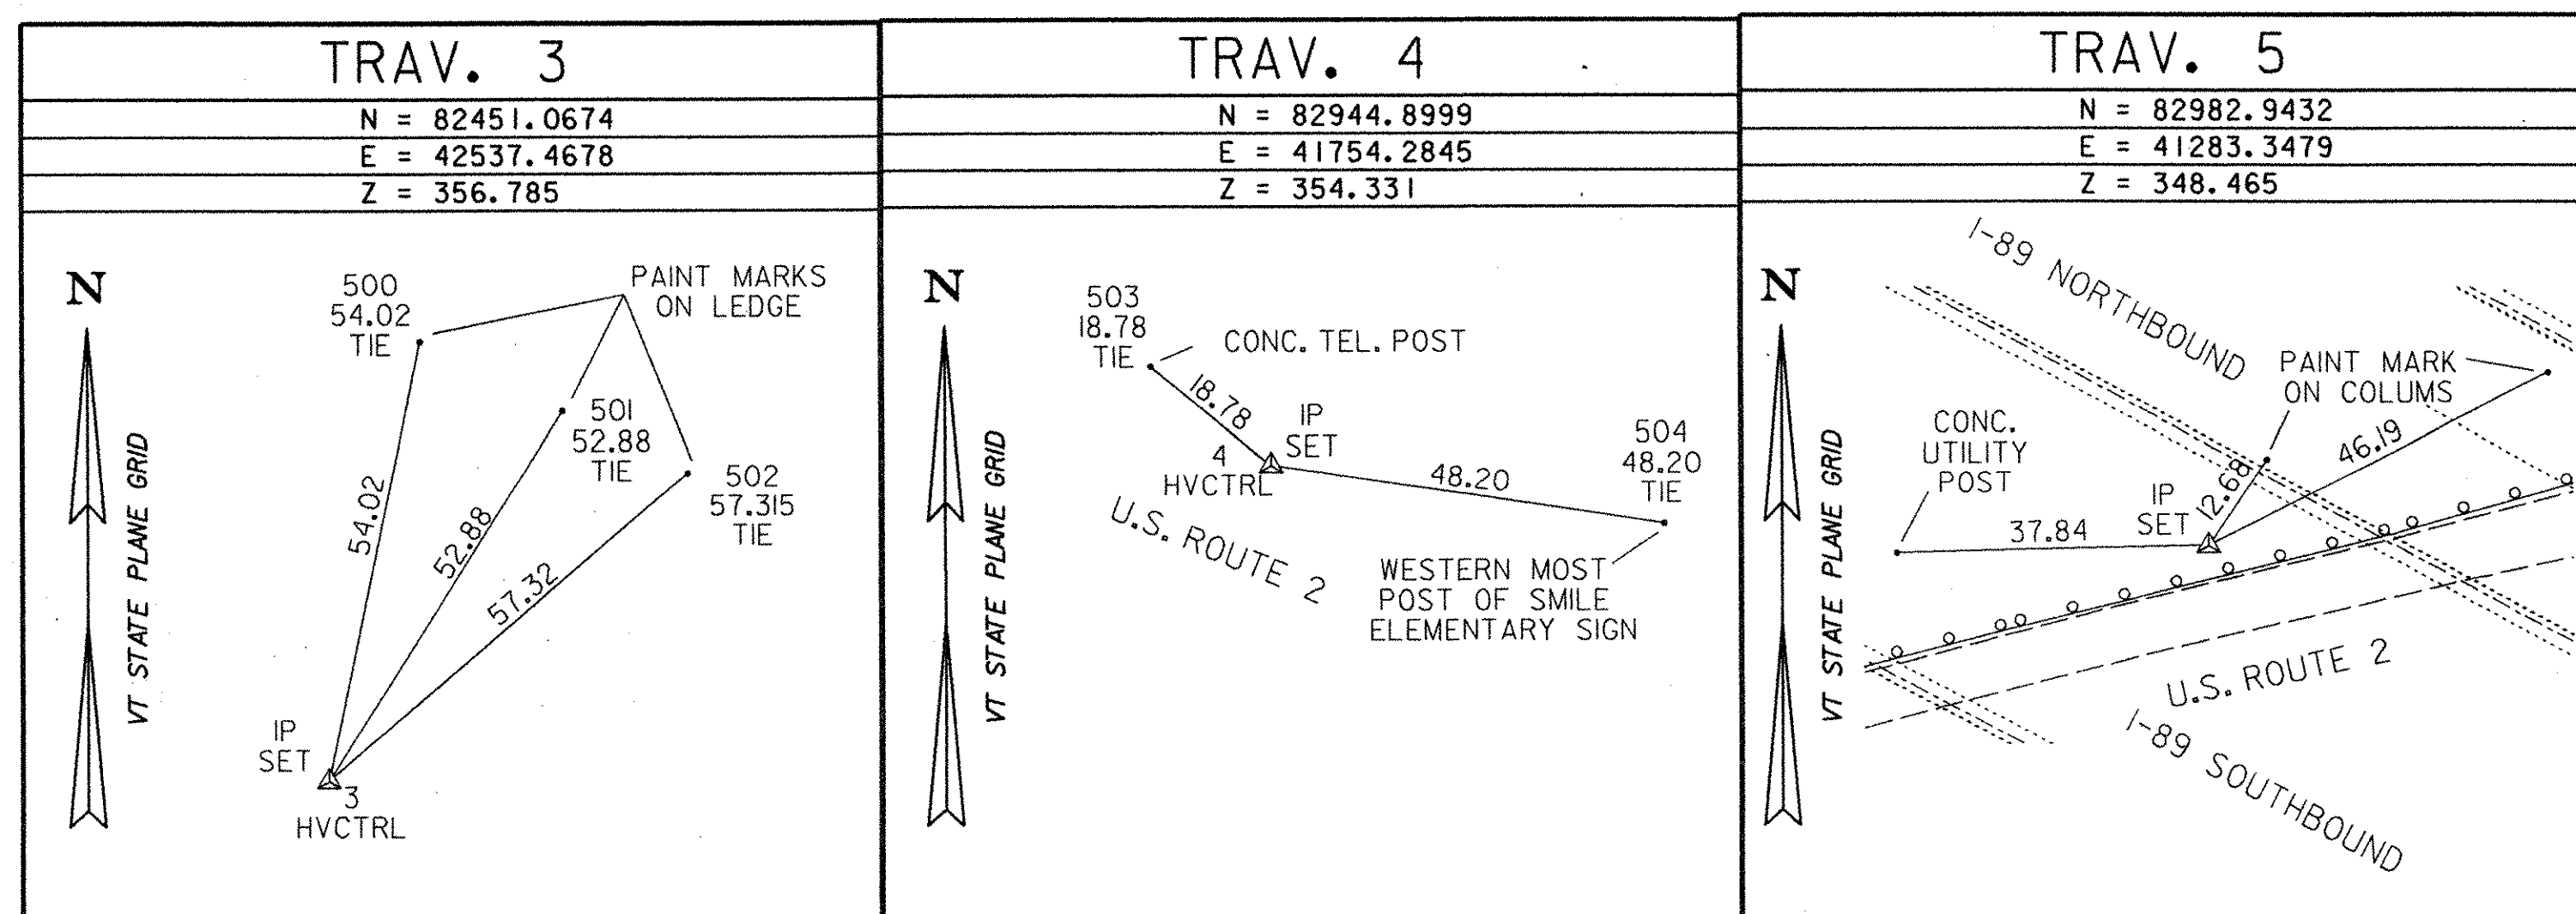 TRAV. 3
N = 82451.0674
E = 42537.4678
Z = 356.785
N
VT STATE PLANE GRID
500
54.02
TIE
PAINT MARKS
ON LEDGE
501
52.88
TIE
502
57.315
TIE
54.02
52.88
57.32
IP
SET
3
HVCTRL
TRAV. 4
N = 82944.8999
E = 41754.2845
Z = 354.331
N
VT STATE PLANE GRID
503
18.78
TIE
CONC. TEL. POST
18.78
IP
SET
4
HVCTRL
48.20
504
48.20
TIE
U.S. ROUTE 2
WESTERN MOST
POST OF SMILE
ELEMENTARY SIGN
TRAV. 5
N = 82982.9432
E = 41283.3479
Z = 348.465
N
VT STATE PLANE GRID
I-89 NORTHBOUND
PAINT MARK
ON COLUMS
CONC.
UTILITY
POST
46.19
12.68
IP
SET
37.84
U.S. ROUTE 2
I-89 SOUTHBOUND